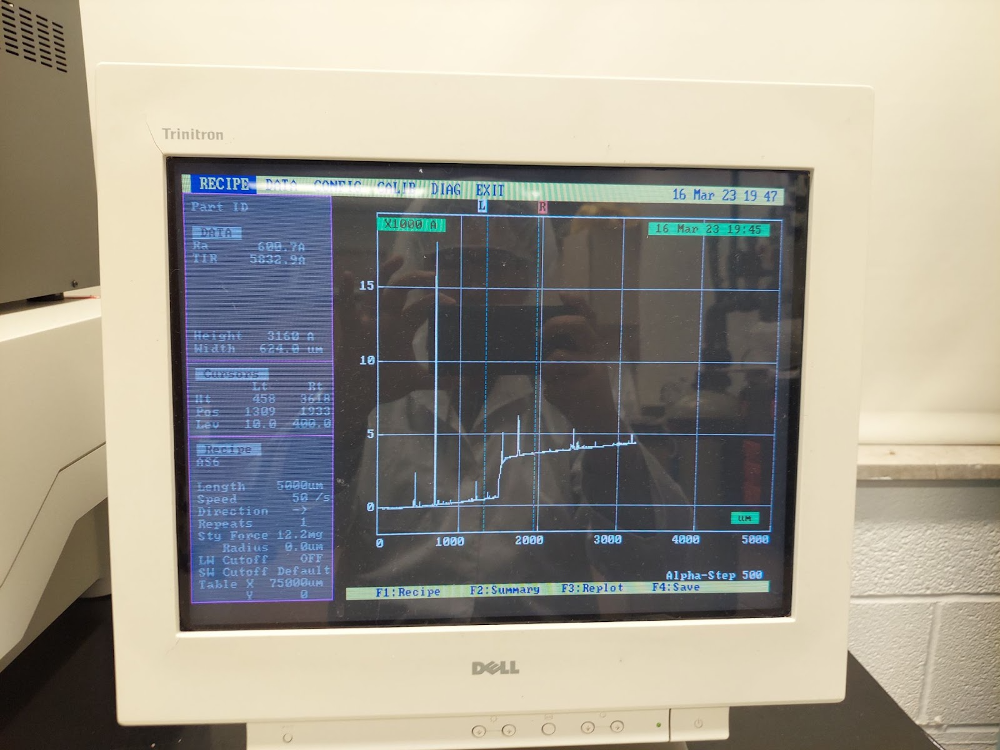 Trinitron
RECIPE DATA CONFIG CALIB DIAG EXIT 16 Mar 23 19 47
Part ID
L R
X1000 A 16 Mar 23 19:45
DATA
Ra 600.7A
TIR 5832.9A
15
Height 3160 A
Width 624.0 um
10
Cursors
Lt Rt
Ht 458 3618
Pos 1309 1933
Lev 10.0 400.0
5
Recipe
AS6
Length 5000um
Speed 50 /s
Direction ->
Repeats 1
Sty Force 12.2mg
Radius 0.0um
LW Cutoff OFF
SW Cutoff Default
Table X 75000um
Y 0
0
um
0 1000 2000 3000 4000 5000
Alpha-Step 500
F1:Recipe F2:Summary F3:Replot F4:Save
DELL